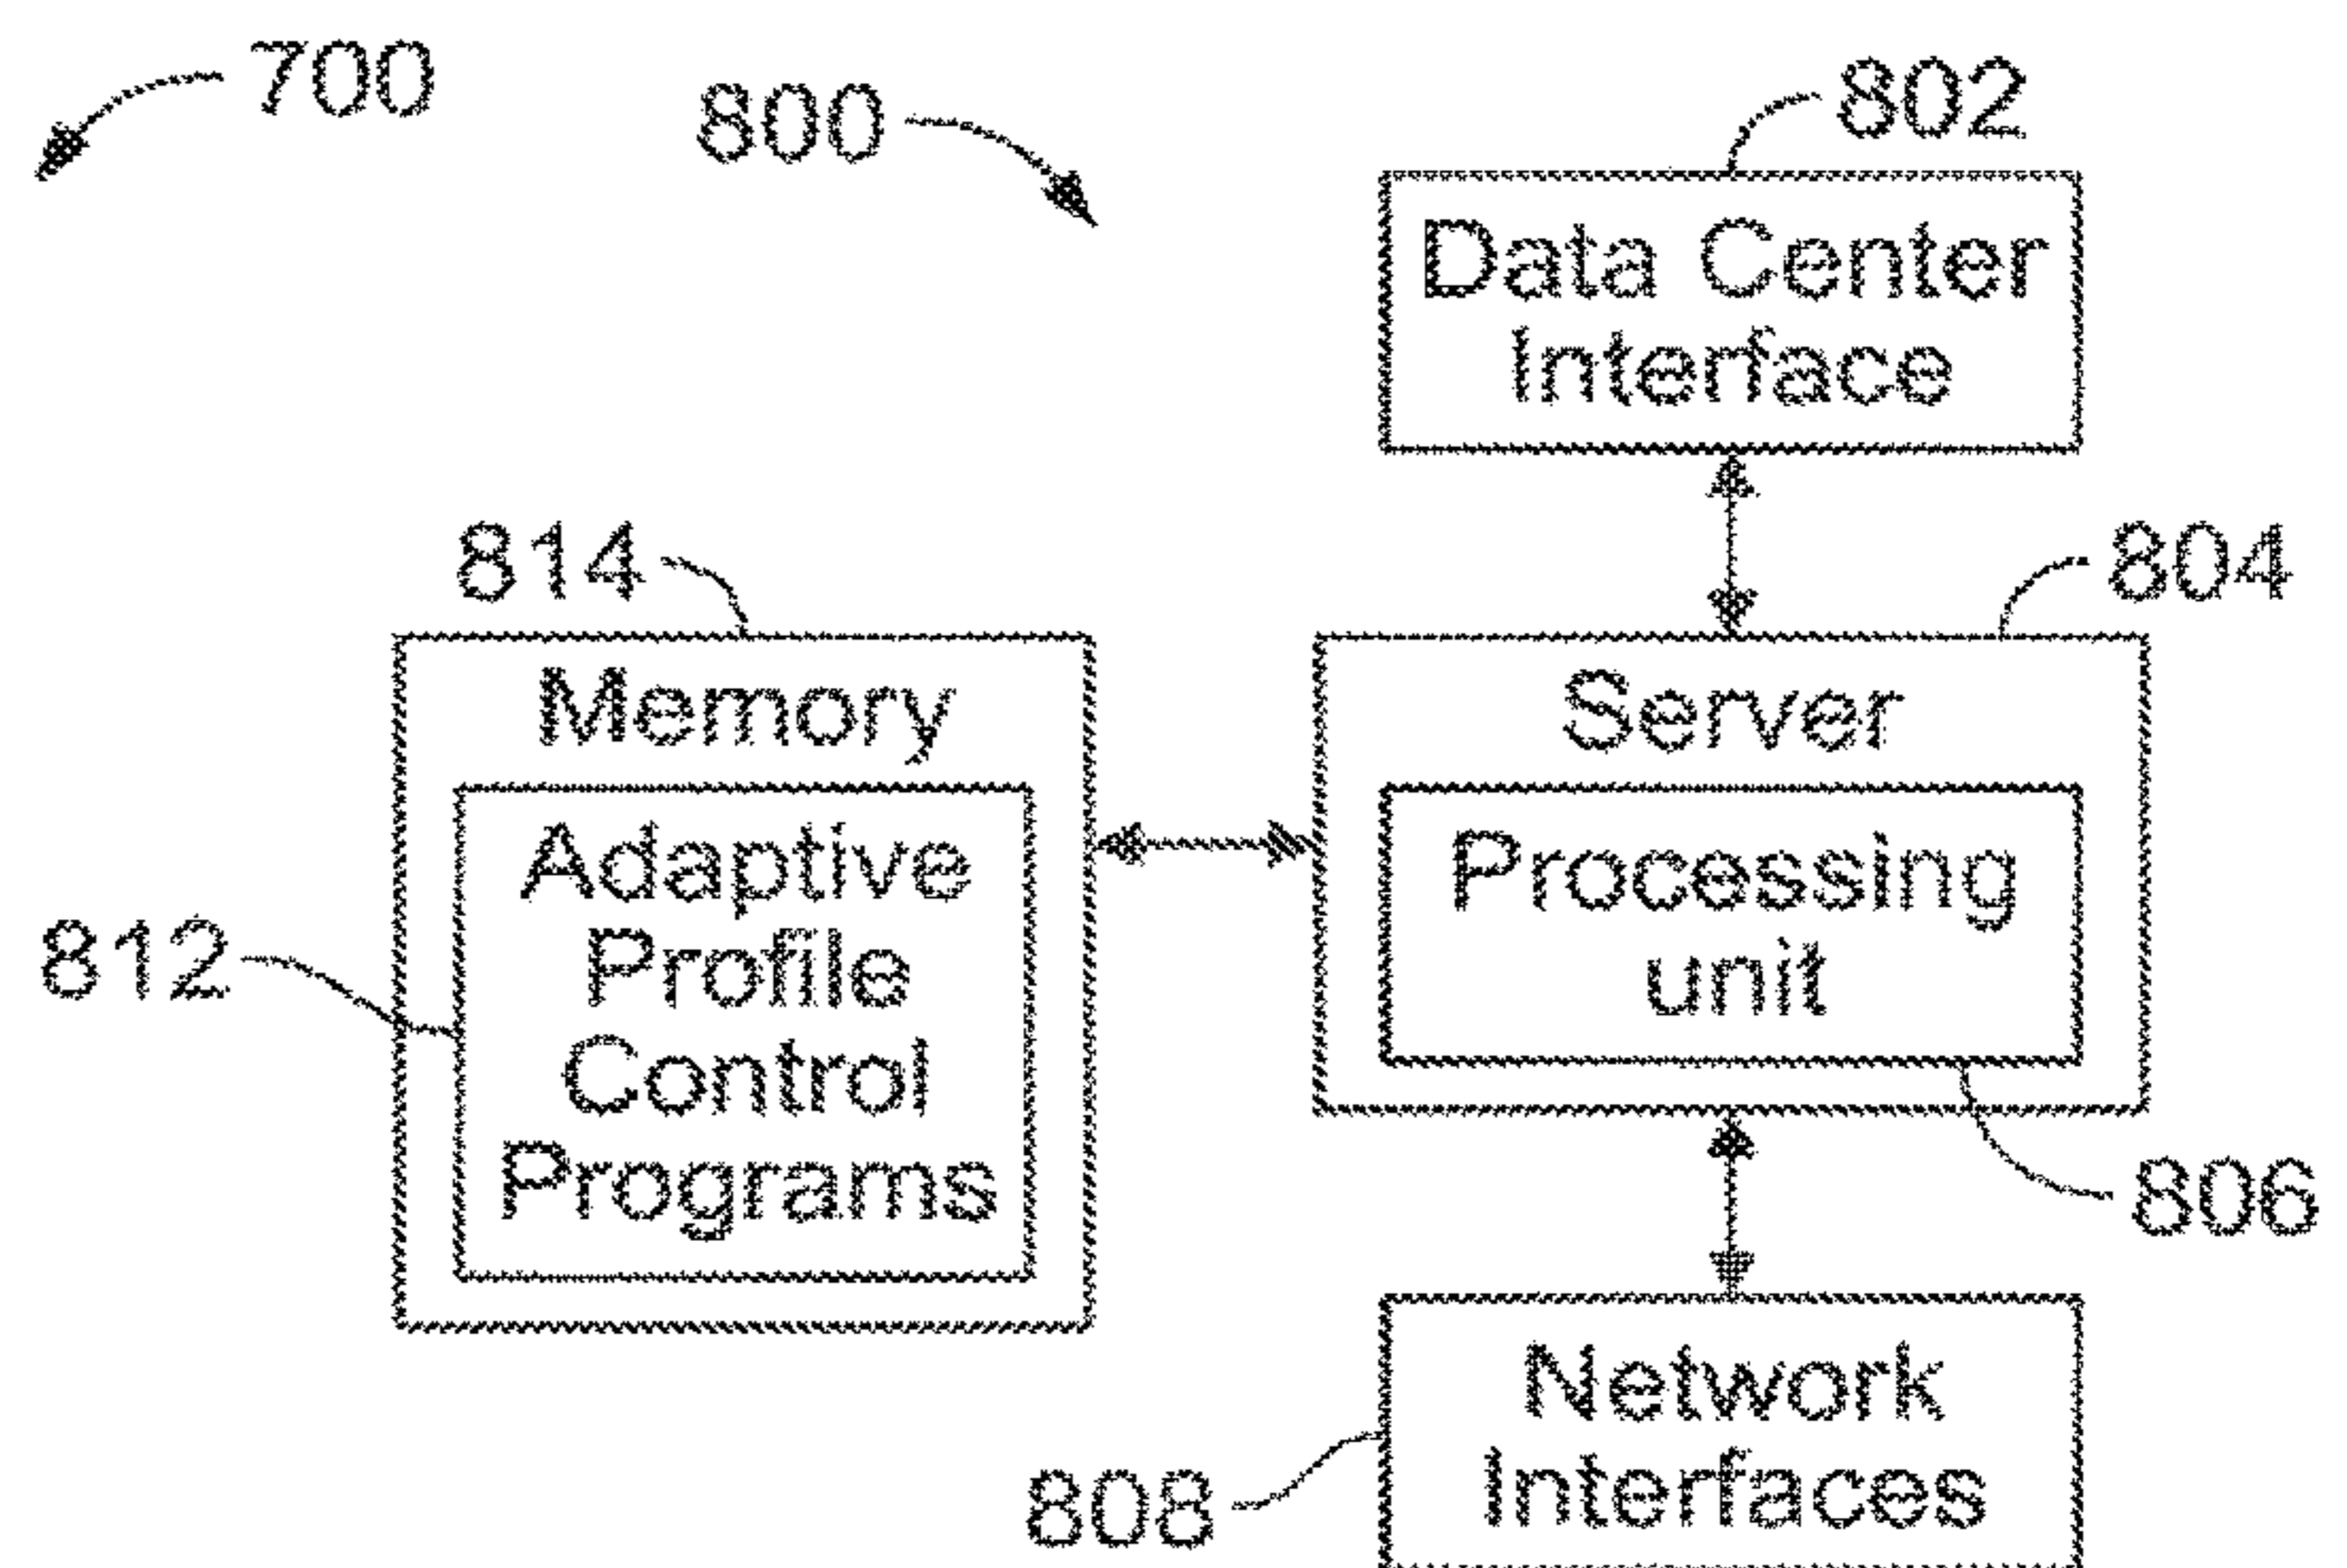 700
800
802
Data Center
Interface
814
804
Memory
Server
Adaptive
Profile
Control
Programs
Processing
unit
812
806
Network
Interfaces
808